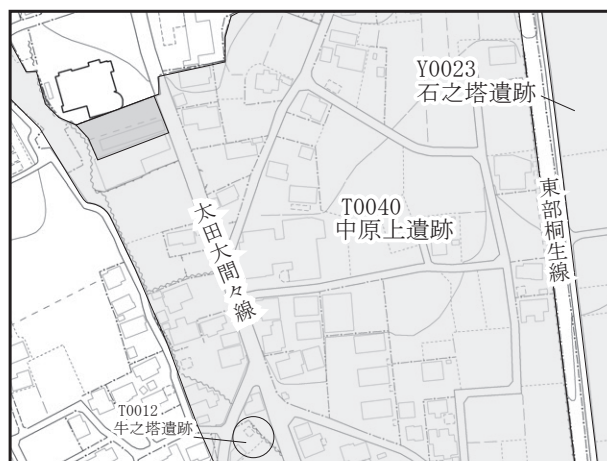 Y0023
石之塔遺跡
T0040
中原上遺跡
太田大間々線
東部桐生線
T0012
牛之塔遺跡